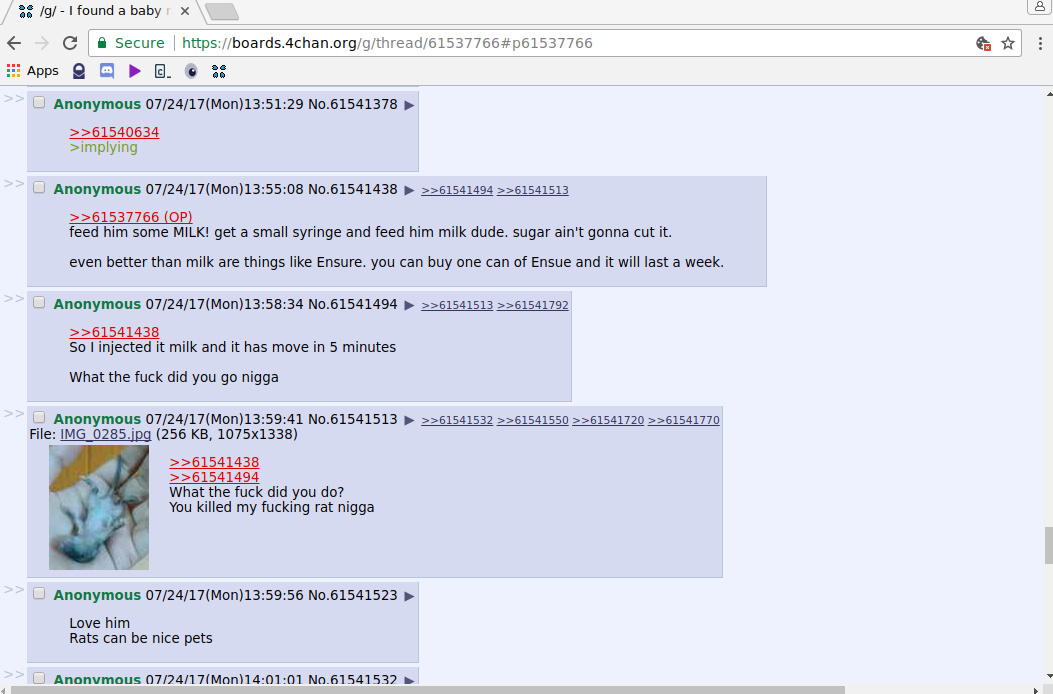 /g/ - I found a baby r
Secure https://boards.4chan.org/g/thread/61537766#p61537766
Apps
>> Anonymous 07/24/17(Mon)13:51:29 No.61541378 ▶
>>61540634
>implying
>> Anonymous 07/24/17(Mon)13:55:08 No.61541438 ▶ >>61541494 >>61541513
>>61537766 (OP)
feed him some MILK! get a small syringe and feed him milk dude. sugar ain't gonna cut it.
even better than milk are things like Ensure. you can buy one can of Ensue and it will last a week.
>> Anonymous 07/24/17(Mon)13:58:34 No.61541494 ▶ >>61541513 >>61541792
>>61541438
So I injected it milk and it has move in 5 minutes
What the fuck did you go nigga
>> Anonymous 07/24/17(Mon)13:59:41 No.61541513 ▶ >>61541532 >>61541550 >>61541720 >>61541770
File: IMG_0285.jpg (256 KB, 1075x1338)
>>61541438
>>61541494
What the fuck did you do?
You killed my fucking rat nigga
>> Anonymous 07/24/17(Mon)13:59:56 No.61541523 ▶
Love him
Rats can be nice pets
>> Anonymous 07/24/17(Mon)14:01:01 No.61541532 ▶